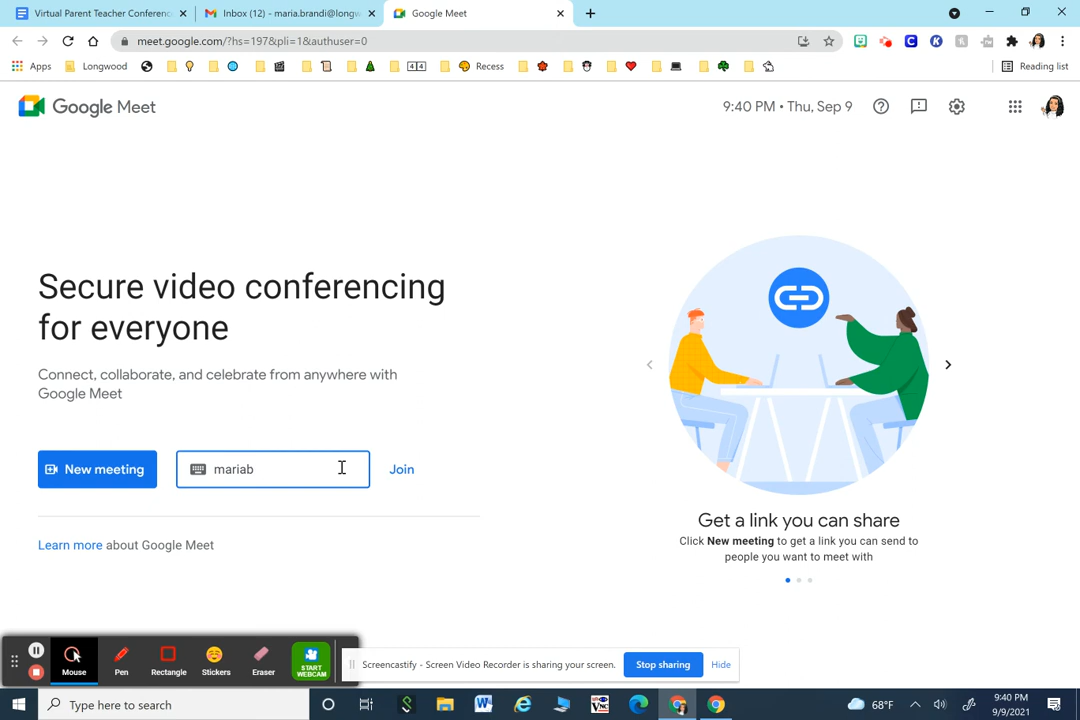 Virtual Parent Teacher Conferenc
Inbox (12) - maria.brandi@longw
Google Meet
meet.google.com/?hs=197&pli=1&authuser=0
Apps
Longwood
44
Recess
Reading list
Google Meet
9:40 PM • Thu, Sep 9
Secure video conferencing
for everyone
Connect, collaborate, and celebrate from anywhere with
Google Meet
New meeting
mariab
Join
Learn more about Google Meet
Get a link you can share
Click New meeting to get a link you can send to
people you want to meet with
Mouse
Pen
Rectangle
Stickers
Eraser
START
WEBCAM
Screencastify - Screen Video Recorder is sharing your screen.
Stop sharing
Hide
Type here to search
68°F
9:40 PM
9/9/2021